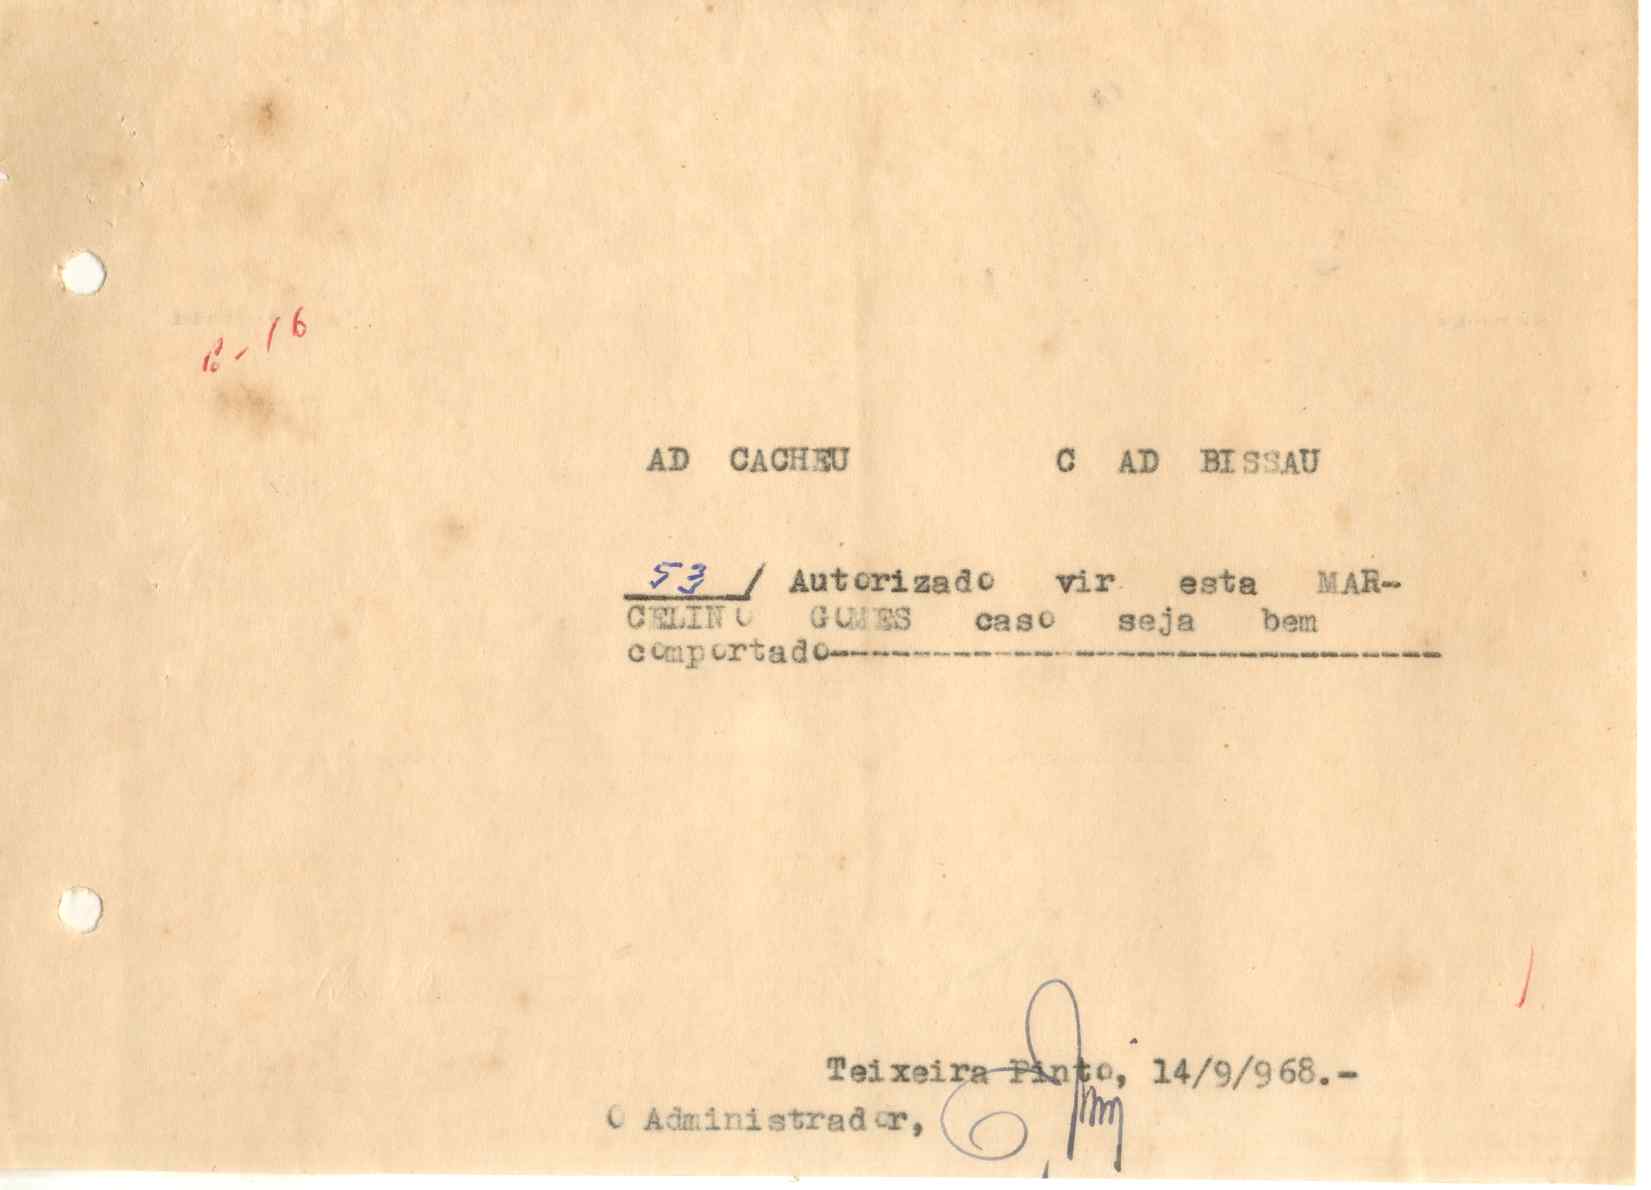 B-16
AD CACHEU C AD BISSAU
53 / Autorizado vir esta MAR-
CELINO GOMES caso seja bem
comportado------------------------------
Teixeira Pinto, 14/9/968.-
O Administrador,